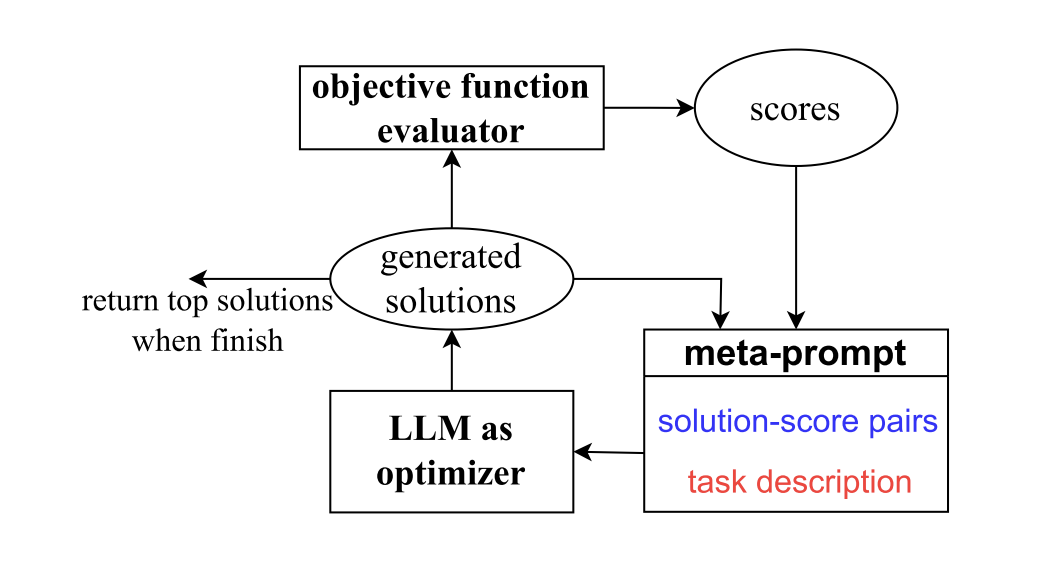 objective function
evaluator
scores
generated
solutions
return top solutions
when finish
meta-prompt
solution-score pairs
task description
LLM as
optimizer